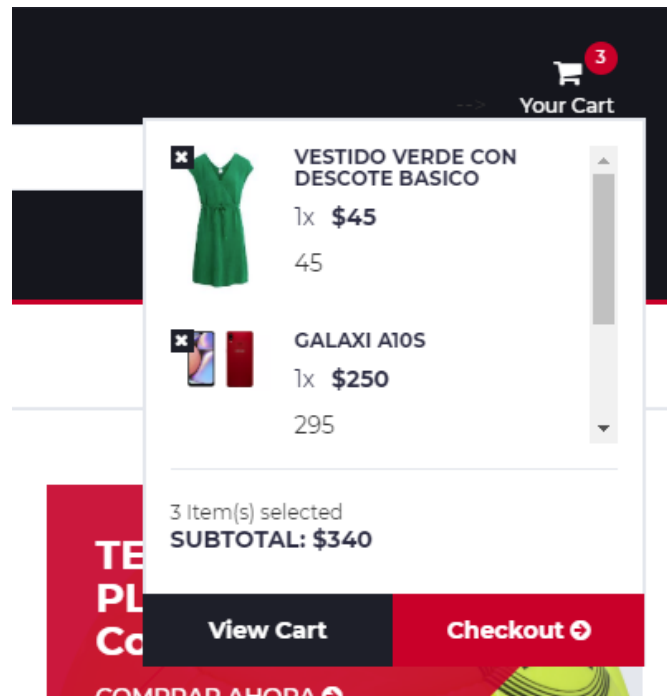 3
-->
Your Cart
VESTIDO VERDE CON
DESCOTE BASICO
1x $45
45
GALAXI A10S
1x $250
295
3 Item(s) selected
SUBTOTAL: $340
TE
PL
Co
View Cart
Checkout
COMPRAR AHORA